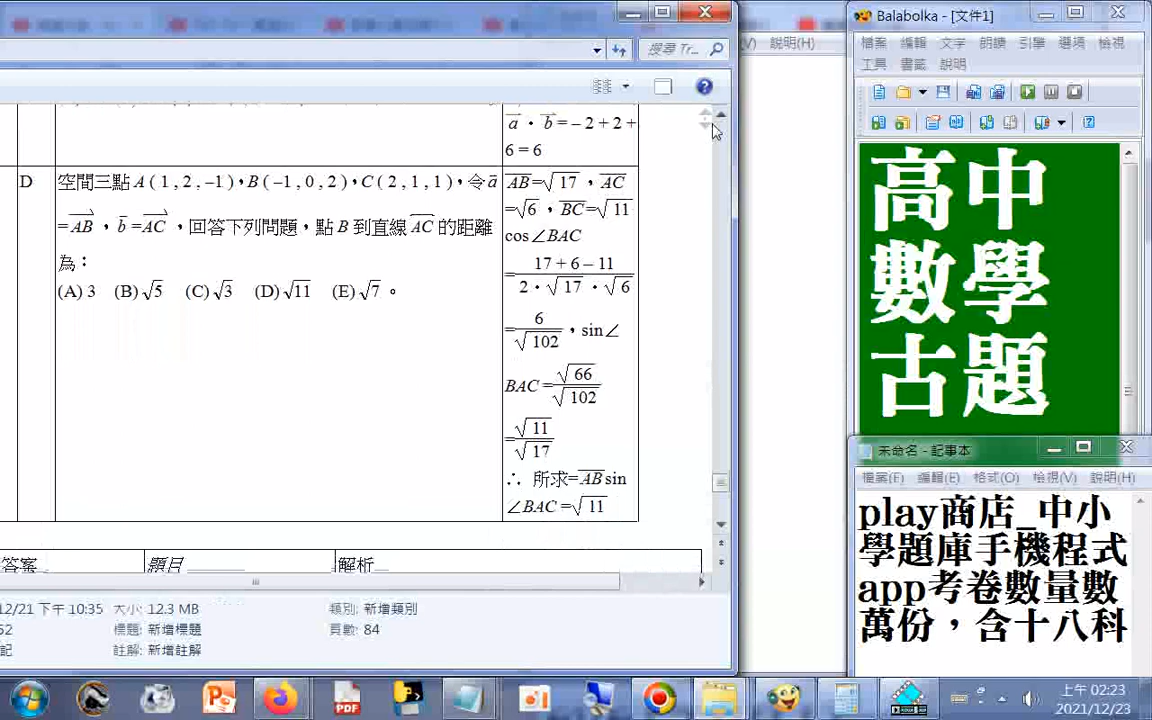 搜尋 Tr...
a · b = – 2 + 2 +
6 = 6
D
空間三點 A ( 1 , 2 , –1 ),B ( –1 , 0 , 2 ),C ( 2 , 1 , 1 ),令 a
= AB,b = AC,回答下列問題,點 B 到直線 AC 的距離
為:
(A) 3 (B) √5 (C) √3 (D) √11 (E) √7 。
AB=√17,AC
=√6,BC=√11
cos∠BAC
17 + 6 – 11
= 2‧√17‧√6
6
= √102,sin∠
√66
BAC = √102
√11
= √17
∴ 所求=AB sin
∠BAC =√11
答案
題目
解析
12/21 下午 10:35 大小: 12.3 MB 類別: 新增類別
52 標題: 新增標題 頁數: 84
記 註解: 新增註解
(V) 說明(H)
Balabolka - [文件1]
檔案 編輯 文字 朗讀 引擎 選項 檢視
工具 書籤 說明
高中
數學
古題
未命名 - 記事本
檔案(F) 編輯(E) 格式(O) 檢視(V) 說明(H)
play商店_中小
學題庫手機程式
app考卷數量數
萬份,含十八科
PDF
上午 02:23
2021/12/23